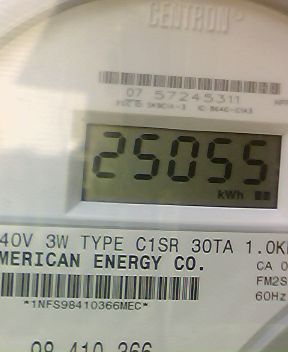 CENTRON
07 57245311
25055
kWh
40V 3W TYPE C1SR 30TA 1.0K
MERICAN ENERGY CO.
CA 0
FM2S
*1NFS98410366MEC*
60Hz
98 410 366